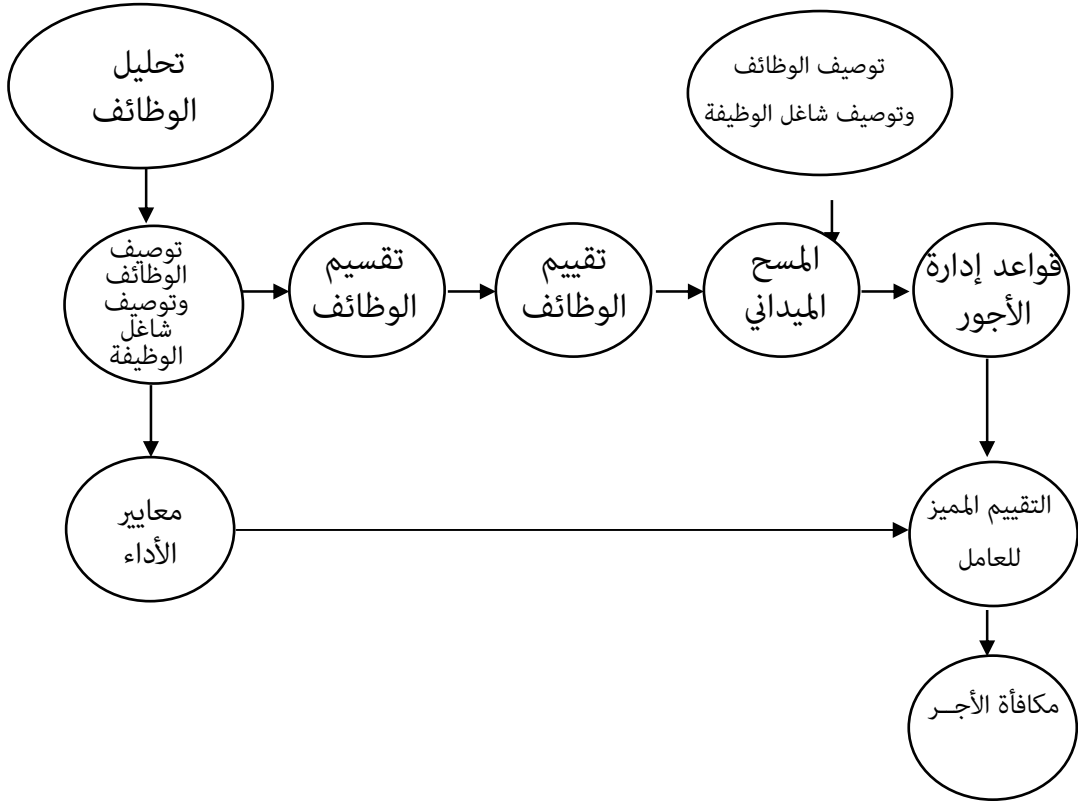 تحليل
الوظائف
توصيف الوظائف
وتوصيف شاغل الوظيفة
توصيف
الوظائف
وتوصيف
شاغل
الوظيفة
تقسيم
الوظائف
تقييم
الوظائف
المسح
الميداني
قواعد إدارة
الأجور
معايير
الأداء
التقييم المميز
للعامل
مكافأة الأجـــر